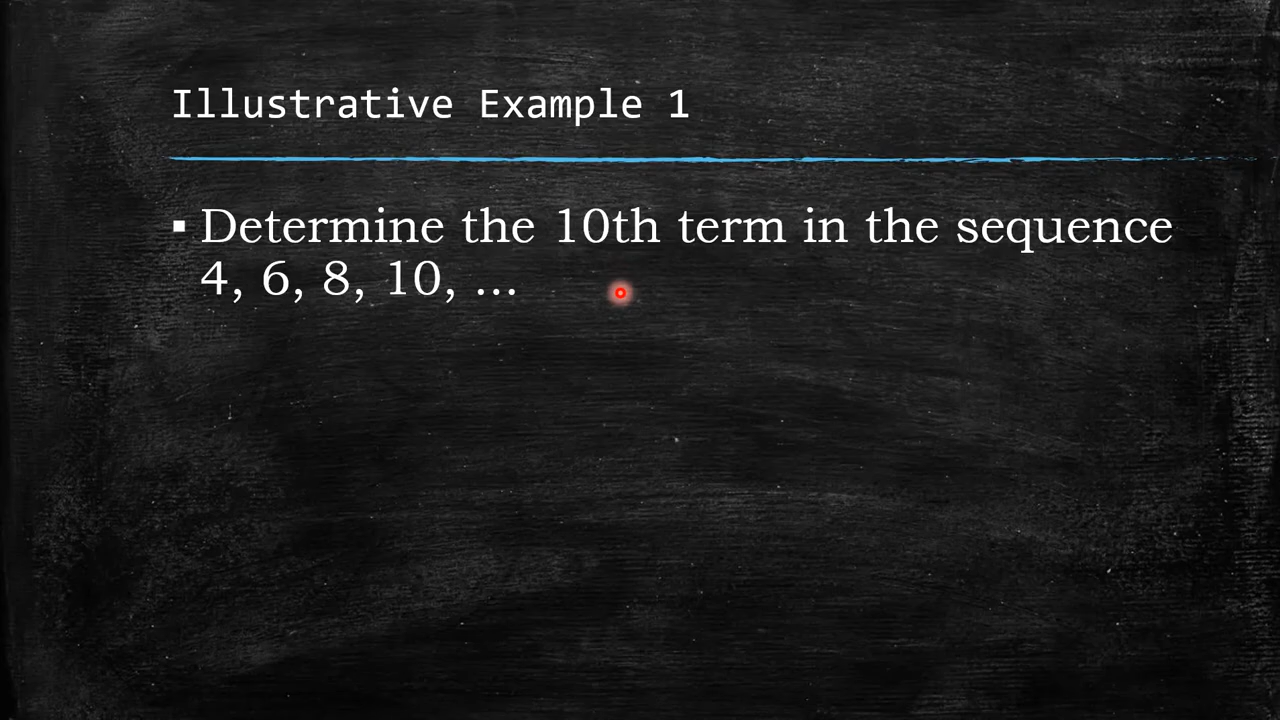 Illustrative Example 1
▪ Determine the 10th term in the sequence
4, 6, 8, 10, …